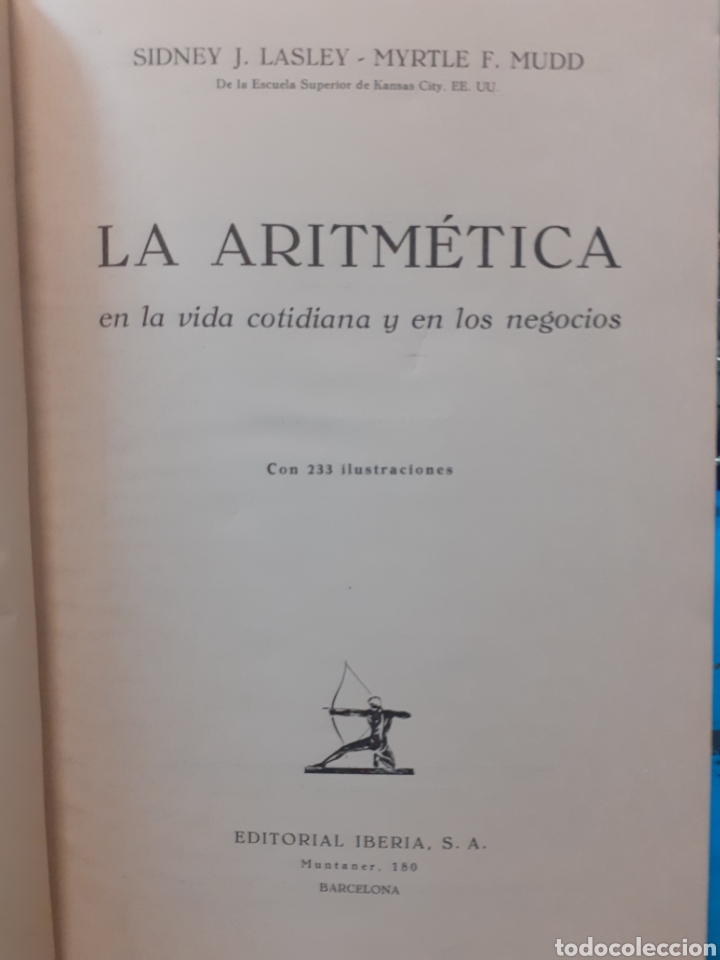 SIDNEY J. LASLEY - MYRTLE F. MUDD
De la Escuela Superior de Kansas City, EE. UU.
LA ARITMÉTICA
en la vida cotidiana y en los negocios
Con 233 ilustraciones
EDITORIAL IBERIA, S. A.
Muntaner, 180
BARCELONA
todocoleccion